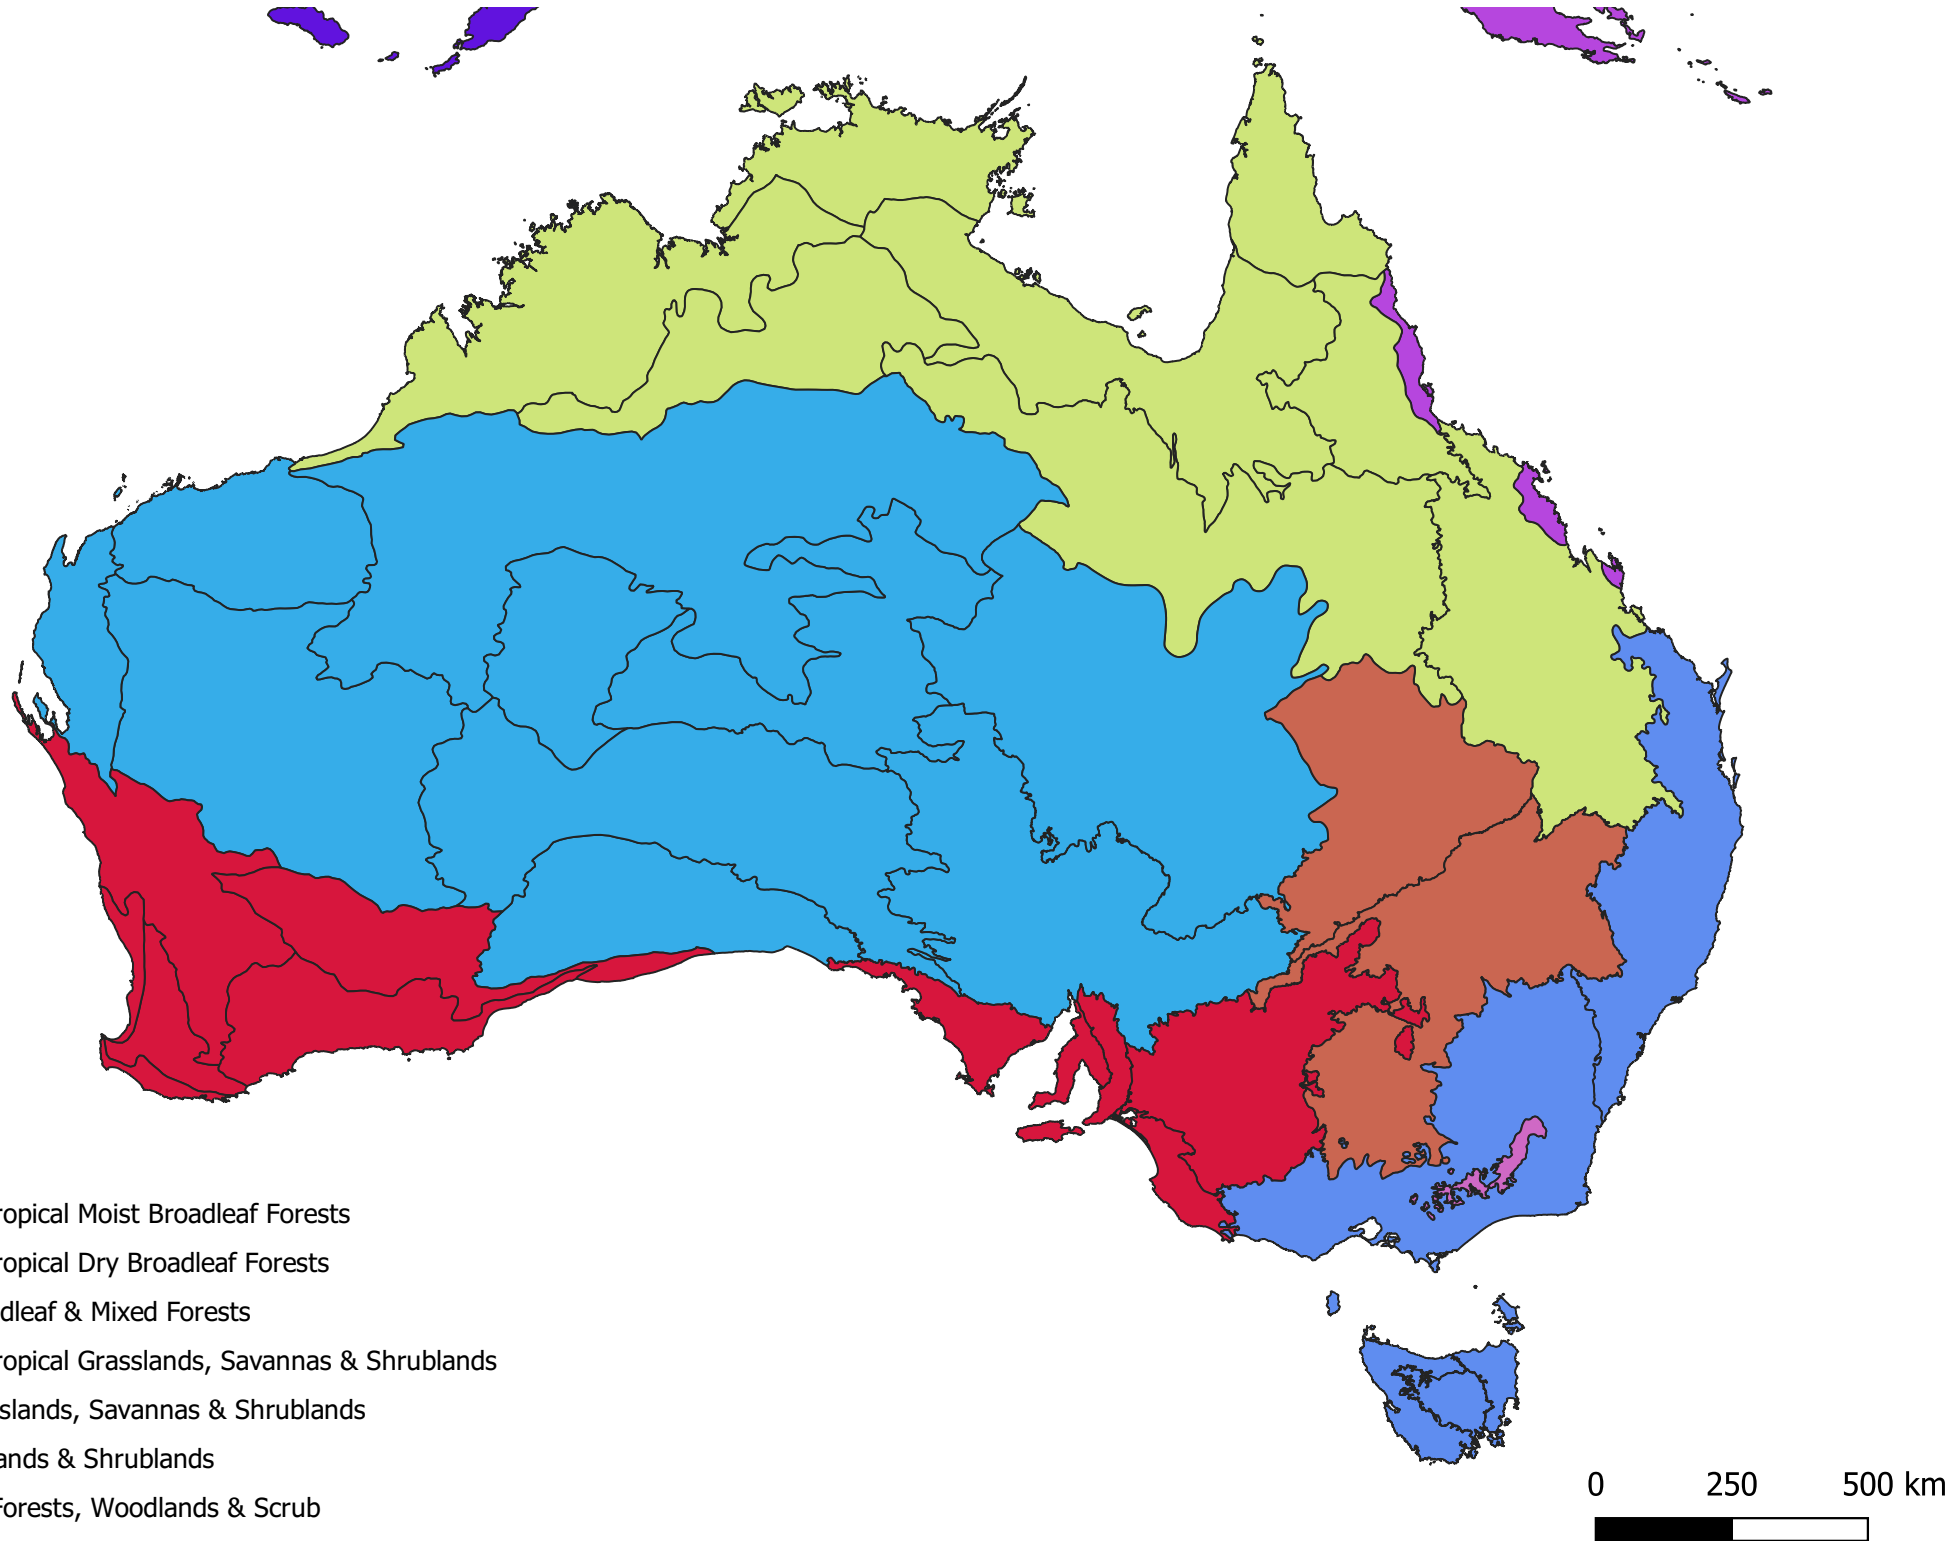 ropical Moist Broadleaf Forests
ropical Dry Broadleaf Forests
dleaf & Mixed Forests
ropical Grasslands, Savannas & Shrublands
slands, Savannas & Shrublands
ands & Shrublands
Forests, Woodlands & Scrub
0 250 500 km